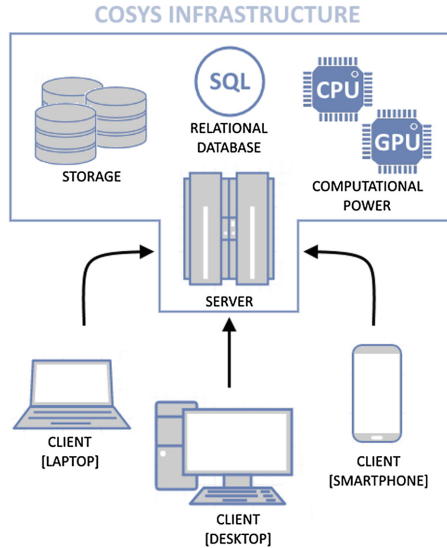 COSYS INFRASTRUCTURE
SQL
CPU
GPU
RELATIONAL
DATABASE
STORAGE
COMPUTATIONAL
POWER
SERVER
CLIENT
[LAPTOP]
CLIENT
[DESKTOP]
CLIENT
[SMARTPHONE]